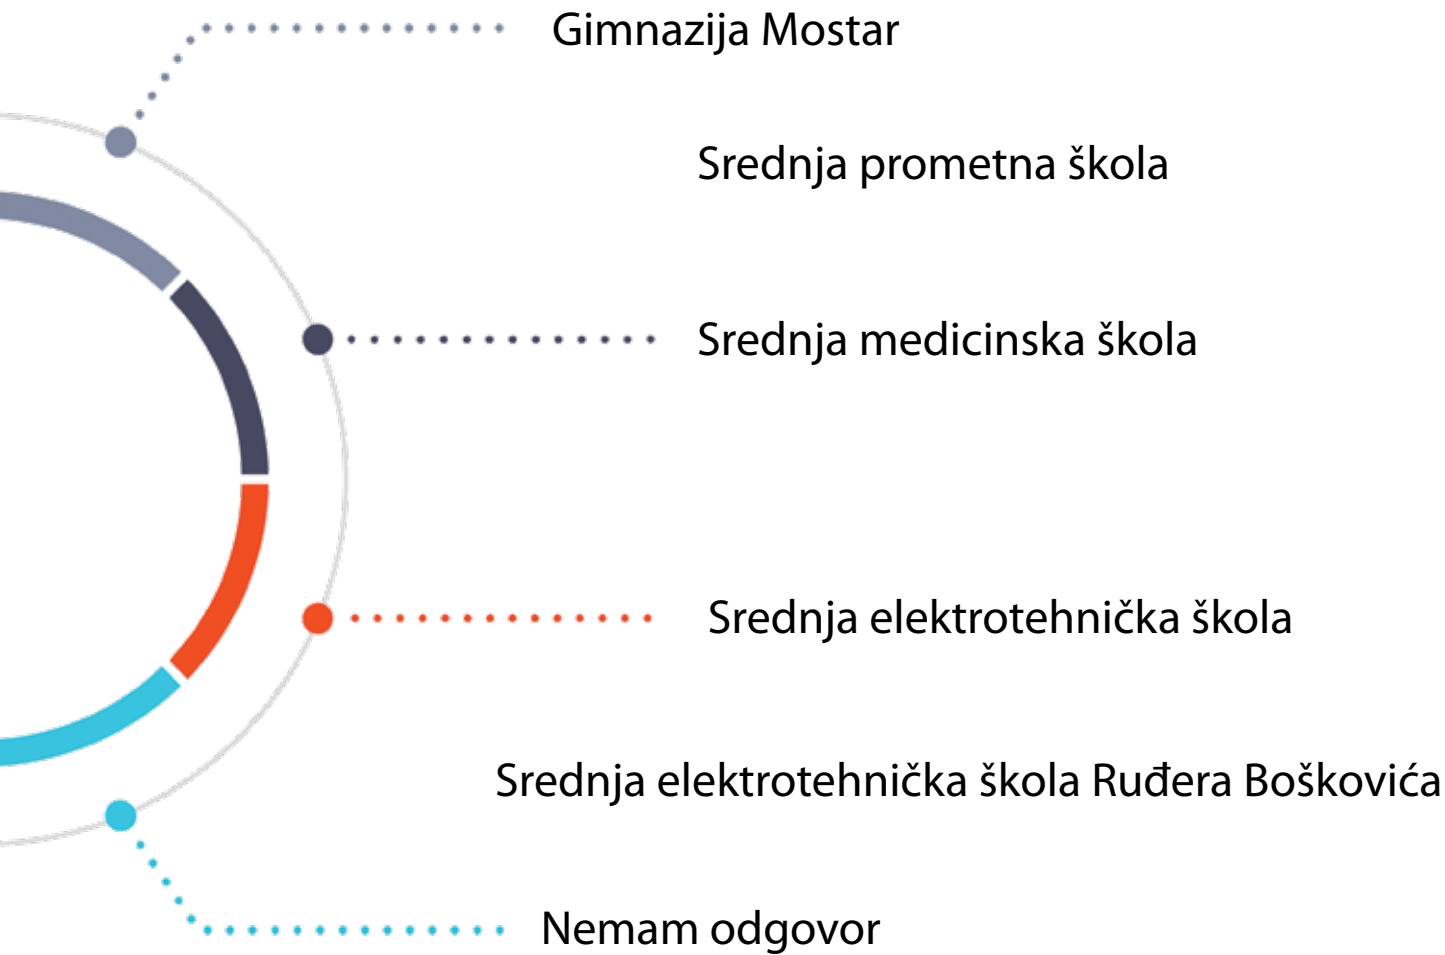 Gimnazija Mostar
Srednja prometna škola
Srednja medicinska škola
Srednja elektrotehnička škola
Srednja elektrotehnička škola Ruđera Boškovića
Nemam odgovor